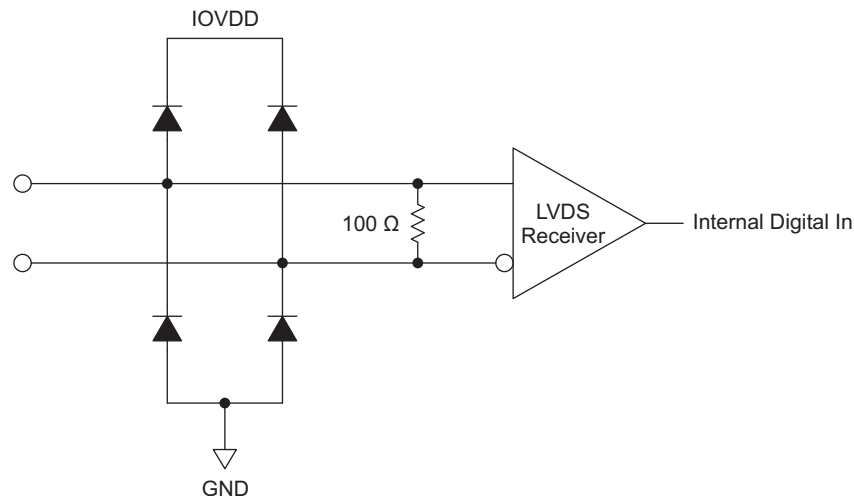 IOVDD
100 Ω
LVDS
Receiver
Internal Digital In
GND